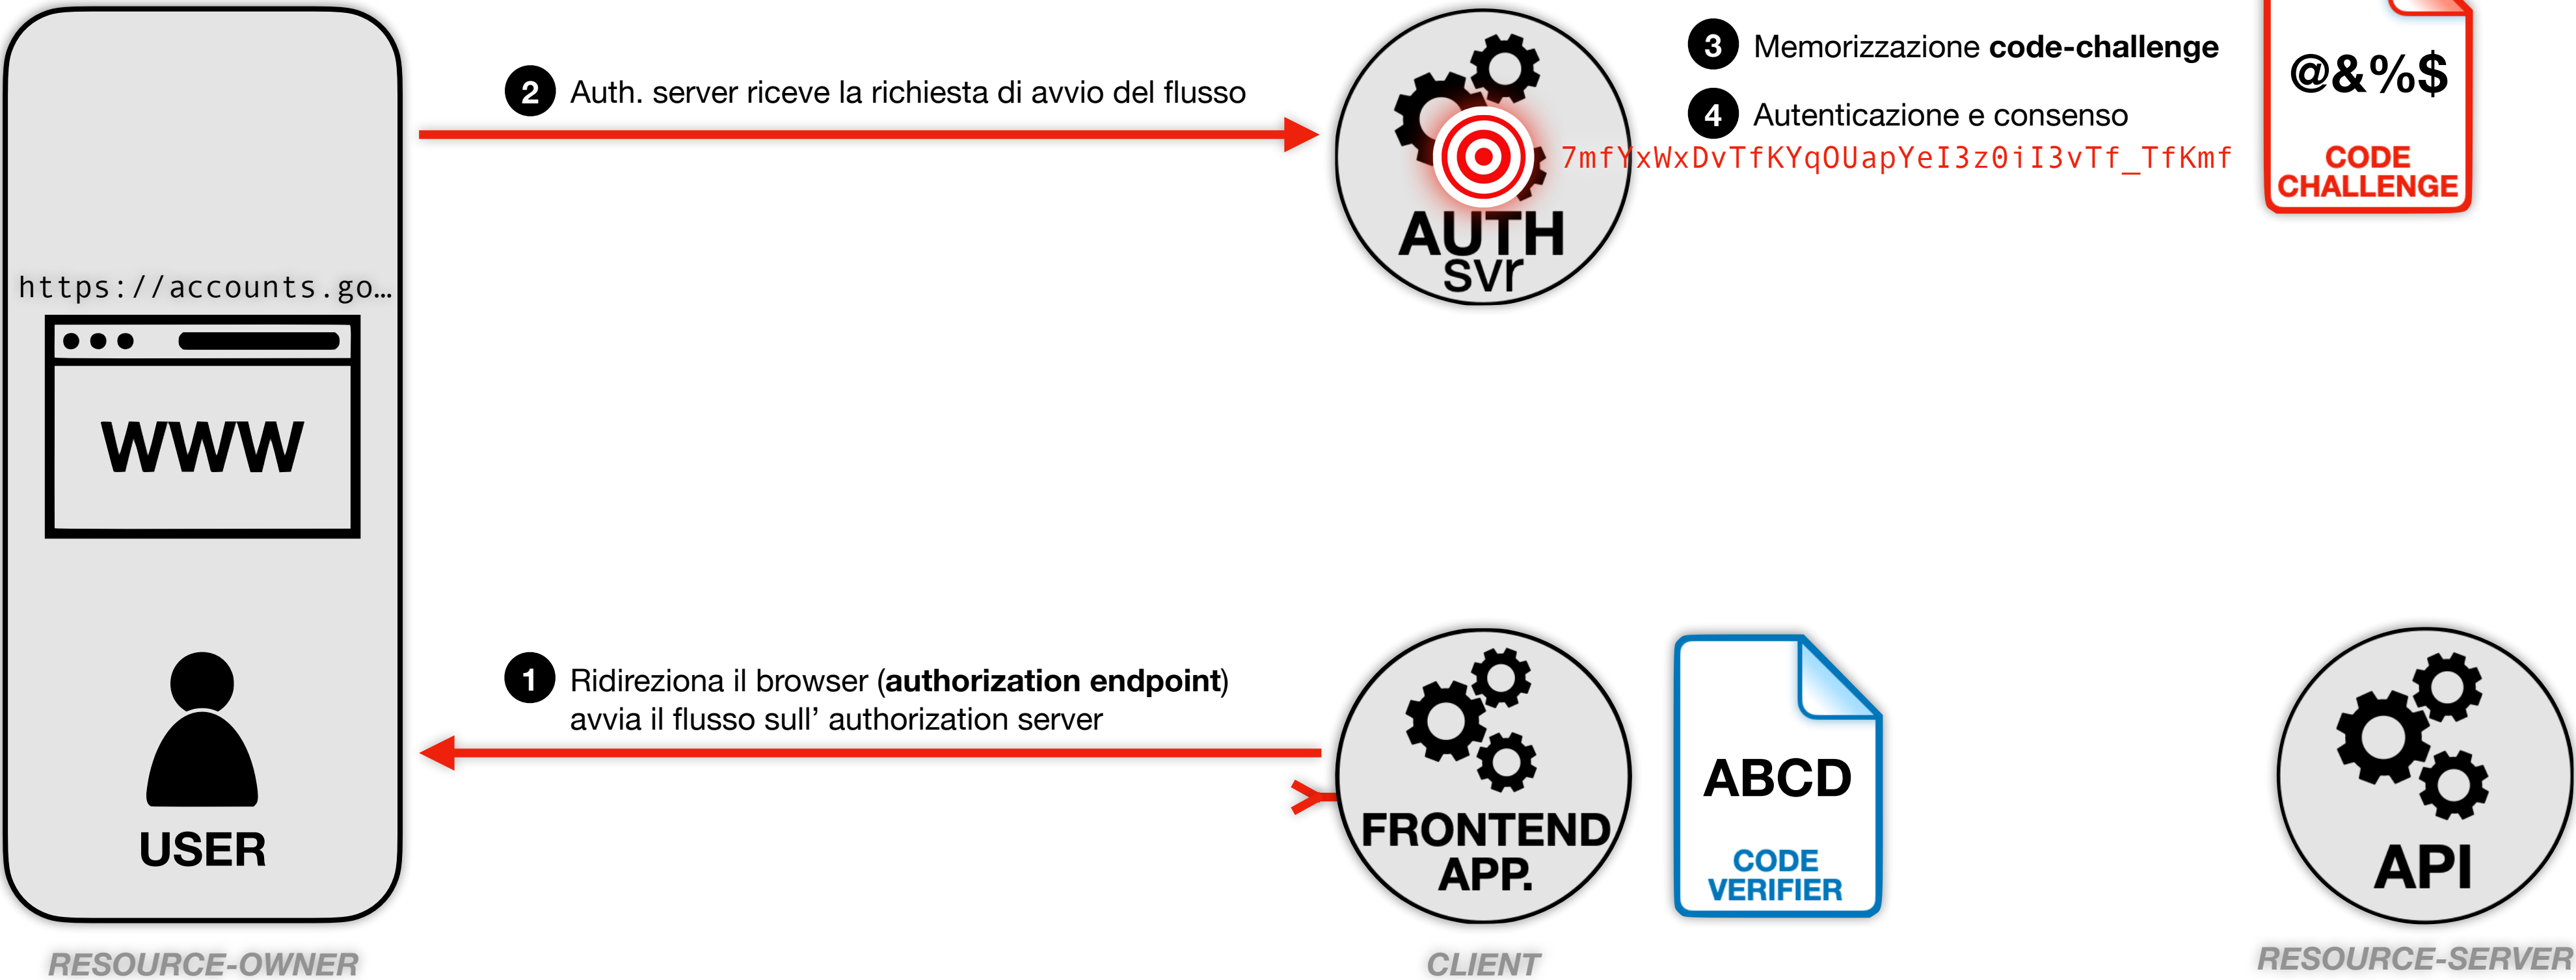 2 Auth. server riceve la richiesta di avvio del flusso
3 Memorizzazione code-challenge
4 Autenticazione e consenso
7mfYxWxDvTfKYqOUapYeI3z0iI3vTf_TfKmf
@&%$
CODE
CHALLENGE
AUTH
svr
https://accounts.go…
WWW
USER
1 Ridireziona il browser (authorization endpoint)
avvia il flusso sull' authorization server
FRONTEND
APP.
ABCD
CODE
VERIFIER
API
RESOURCE-OWNER
CLIENT
RESOURCE-SERVER